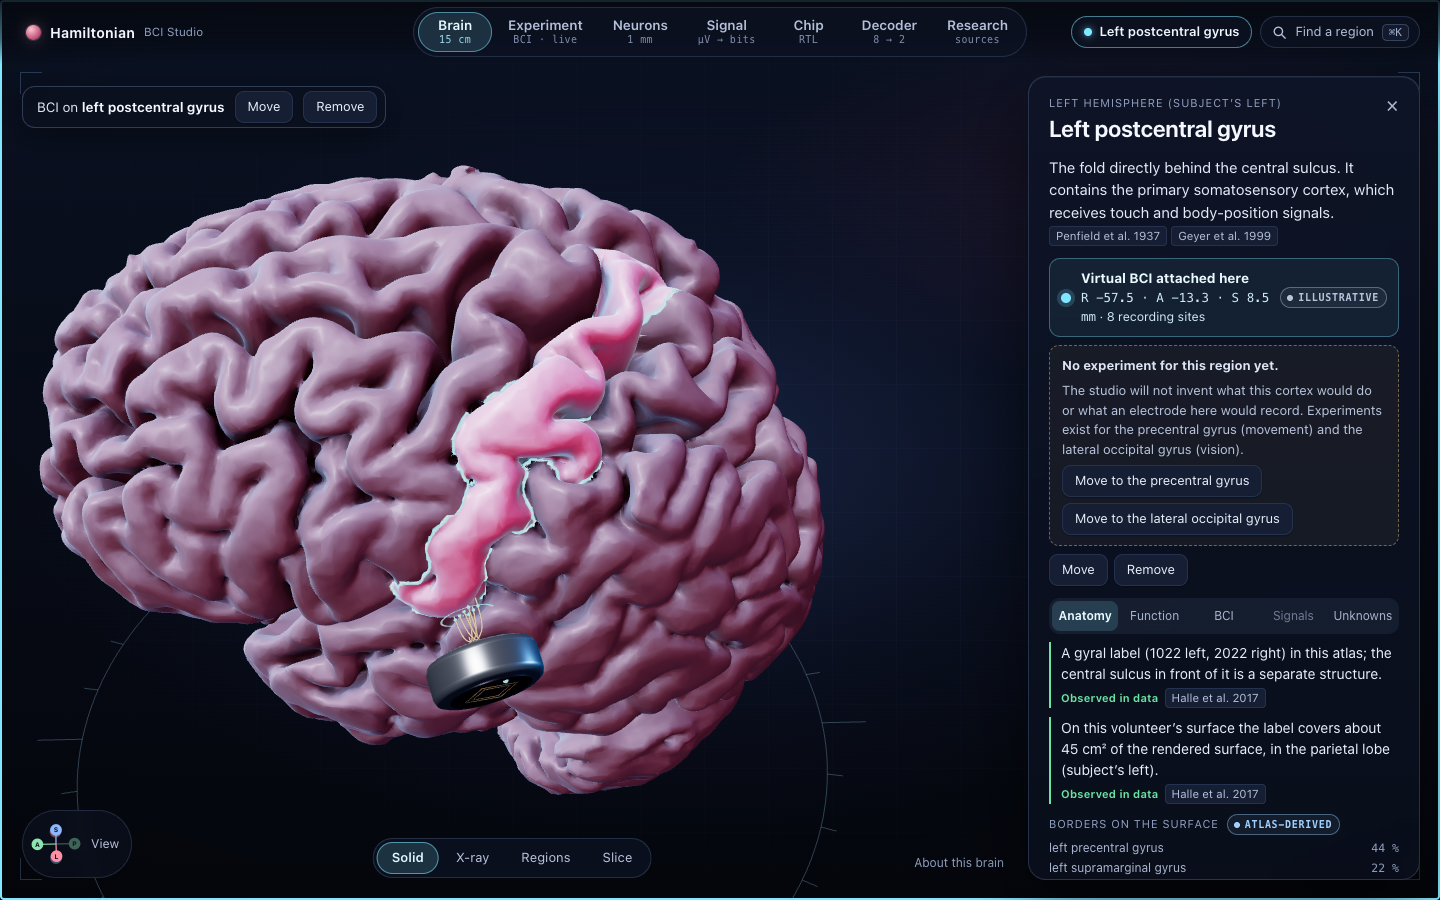 Hamiltonian BCI Studio
Brain
15 cm
Experiment
BCI · live
Neurons
1 mm
Signal
µV → bits
Chip
RTL
Decoder
8 → 2
Research
sources
Left postcentral gyrus
Find a region ⌘K
BCI on left postcentral gyrus Move Remove
LEFT HEMISPHERE (SUBJECT'S LEFT)
Left postcentral gyrus
The fold directly behind the central sulcus. It
contains the primary somatosensory cortex, which
receives touch and body-position signals.
Penfield et al. 1937 Geyer et al. 1999
Virtual BCI attached here
R −57.5 · A −13.3 · S 8.5
mm · 8 recording sites
ILLUSTRATIVE
No experiment for this region yet.
The studio will not invent what this cortex would do
or what an electrode here would record. Experiments
exist for the precentral gyrus (movement) and the
lateral occipital gyrus (vision).
Move to the precentral gyrus
Move to the lateral occipital gyrus
Move Remove
Anatomy Function BCI Signals Unknowns
A gyral label (1022 left, 2022 right) in this atlas; the
central sulcus in front of it is a separate structure.
Observed in data Halle et al. 2017
On this volunteer's surface the label covers about
45 cm² of the rendered surface, in the parietal lobe
(subject's left).
Observed in data Halle et al. 2017
BORDERS ON THE SURFACE ATLAS-DERIVED
left precentral gyrus 44 %
left supramarginal gyrus 22 %
S
A P
L
View
Solid X-ray Regions Slice
About this brain